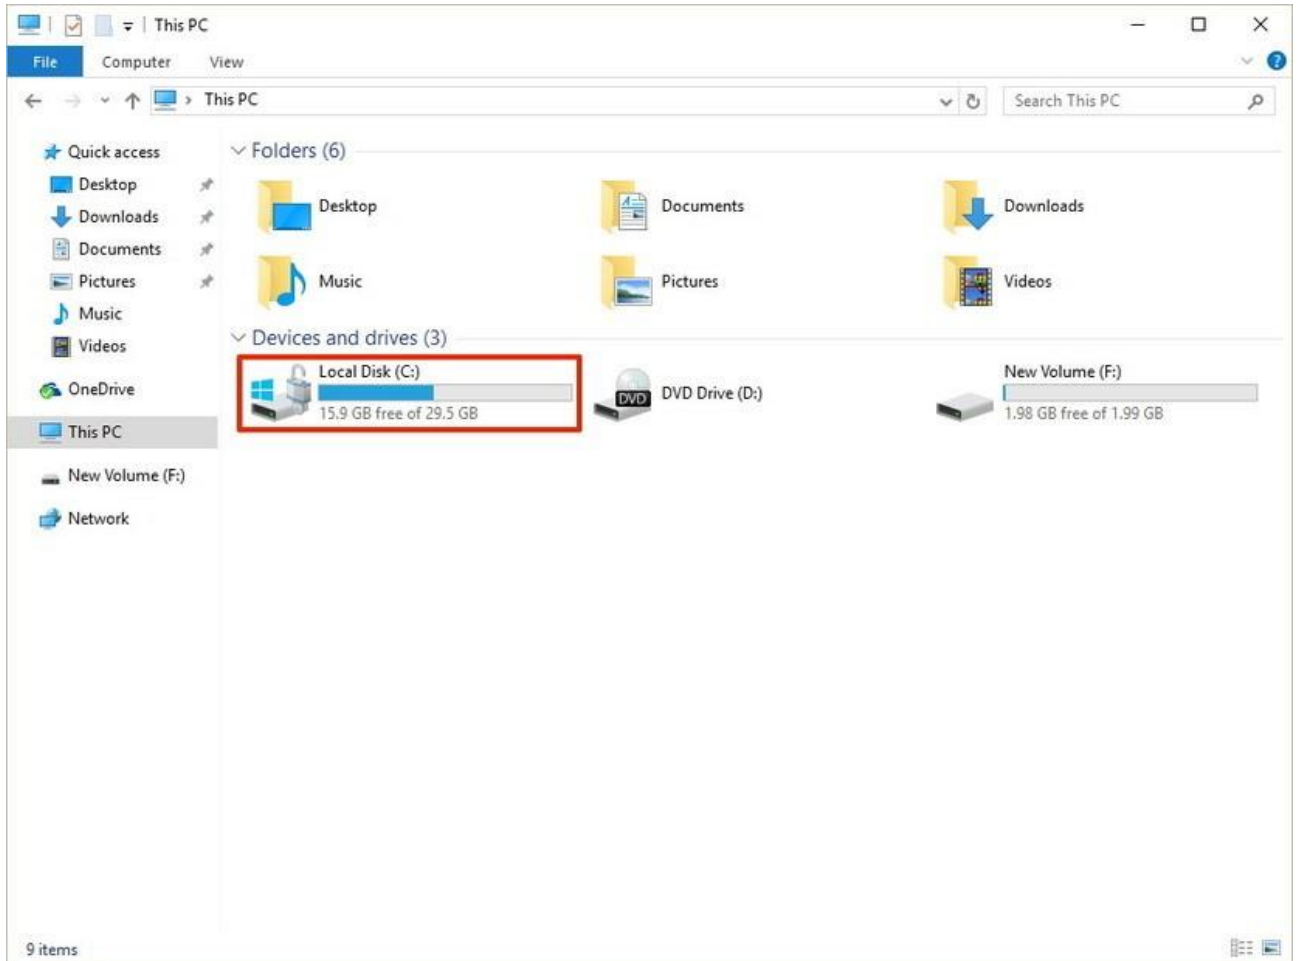 This PC
File Computer View
This PC
Search This PC
Quick access
Desktop
Downloads
Documents
Pictures
Music
Videos
OneDrive
This PC
New Volume (F:)
Network
Folders (6)
Desktop
Documents
Downloads
Music
Pictures
Videos
Devices and drives (3)
Local Disk (C:)
15.9 GB free of 29.5 GB
DVD
DVD Drive (D:)
New Volume (F:)
1.98 GB free of 1.99 GB
9 items